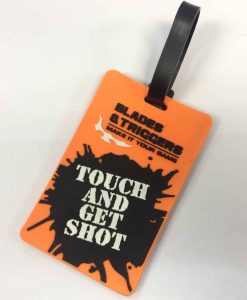 BLADES
& TRIGGERS
MAKE IT YOUR GAME
TOUCH
AND
GET
SHOT